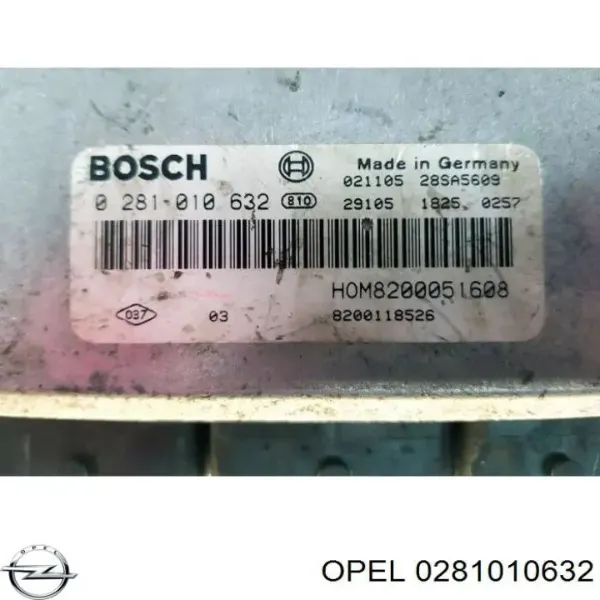 BOSCH
Made in Germany
021105 28SA5609
0 281-010 632 810
29105 1825 0257
HOM8200051608
037 03 8200118526
OPEL
OPEL 0281010632